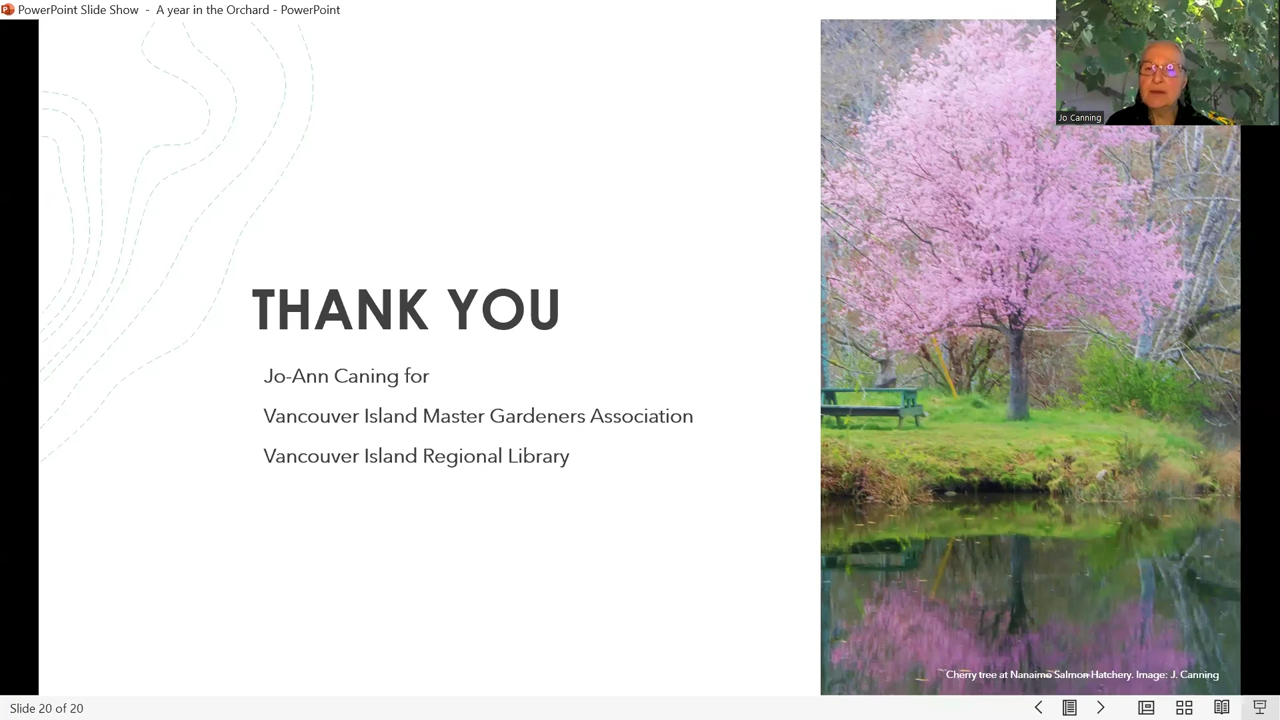 PowerPoint Slide Show - A year in the Orchard - PowerPoint
Jo Canning
THANK YOU
Jo-Ann Caning for
Vancouver Island Master Gardeners Association
Vancouver Island Regional Library
Cherry tree at Nanaimo Salmon Hatchery. Image: J. Canning
Slide 20 of 20